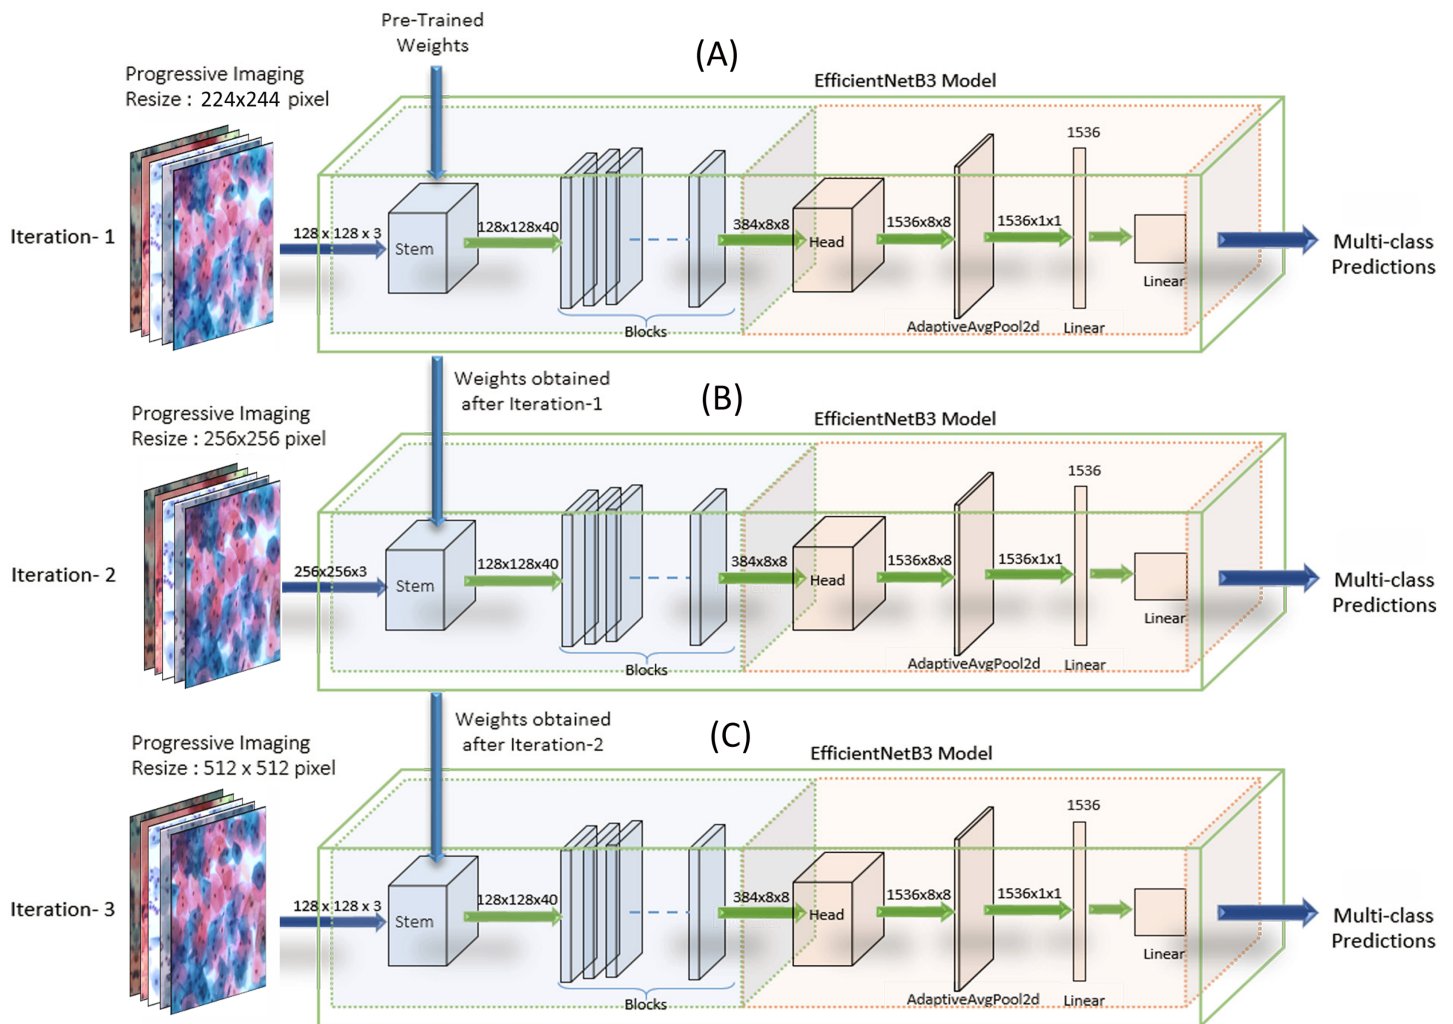 Pre-Trained
Weights
(A)
Progressive Imaging
Resize : 224x244 pixel
EfficientNetB3 Model
Iteration- 1
128 x 128 x 3
Stem
128x128x40
Blocks
384x8x8
Head
1536x8x8
AdaptiveAvgPool2d
1536x1x1
1536
Linear
Linear
Multi-class
Predictions
Weights obtained
after Iteration-1
(B)
Progressive Imaging
Resize : 256x256 pixel
EfficientNetB3 Model
Iteration- 2
256x256x3
Stem
128x128x40
Blocks
384x8x8
Head
1536x8x8
AdaptiveAvgPool2d
1536x1x1
1536
Linear
Linear
Multi-class
Predictions
Weights obtained
after Iteration-2
(C)
Progressive Imaging
Resize : 512 x 512 pixel
EfficientNetB3 Model
Iteration- 3
128 x 128 x 3
Stem
128x128x40
Blocks
384x8x8
Head
1536x8x8
AdaptiveAvgPool2d
1536x1x1
1536
Linear
Linear
Multi-class
Predictions